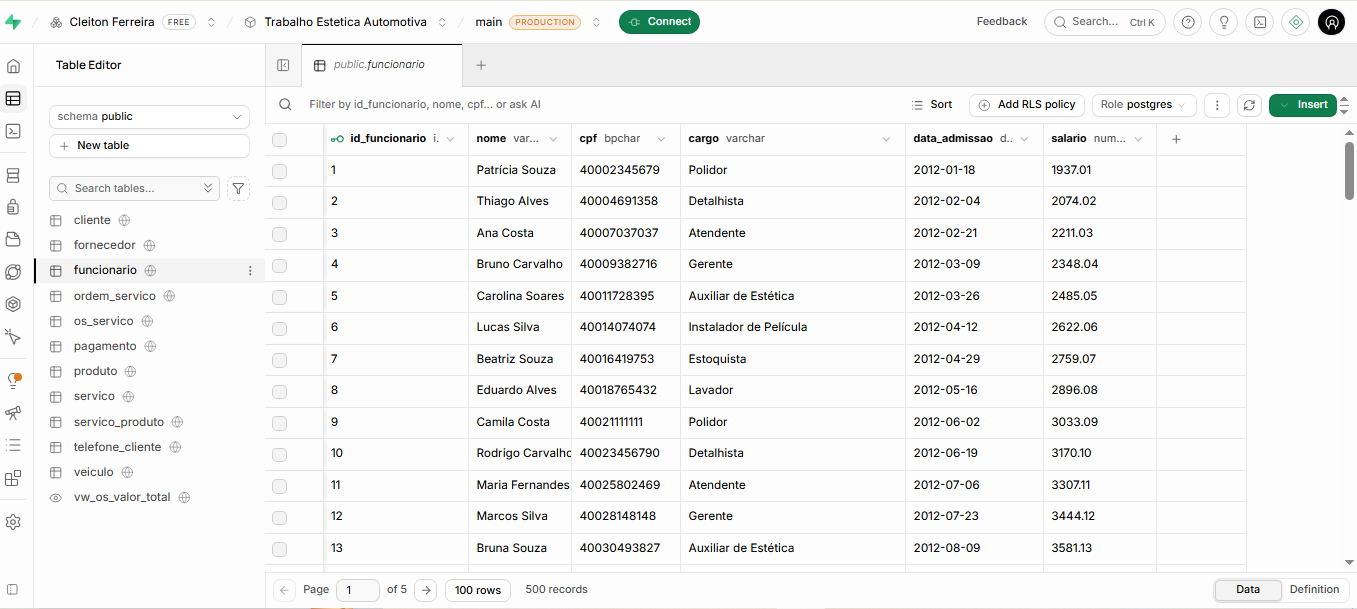 Cleiton Ferreira FREE / Trabalho Estetica Automotiva / main PRODUCTION Connect Feedback Search... Ctrl K
Table Editor
public.funcionario
schema public
New table
Search tables...
cliente
fornecedor
funcionario
ordem_servico
os_servico
pagamento
produto
servico
servico_produto
telefone_cliente
veiculo
vw_os_valor_total
Filter by id_funcionario, nome, cpf... or ask AI Sort Add RLS policy Role postgres Insert
id_funcionario i. nome var... cpf bpchar cargo varchar data_admissao d... salario num...
1 Patrícia Souza 40002345679 Polidor 2012-01-18 1937.01
2 Thiago Alves 40004691358 Detalhista 2012-02-04 2074.02
3 Ana Costa 40007037037 Atendente 2012-02-21 2211.03
4 Bruno Carvalho 40009382716 Gerente 2012-03-09 2348.04
5 Carolina Soares 40011728395 Auxiliar de Estética 2012-03-26 2485.05
6 Lucas Silva 40014074074 Instalador de Película 2012-04-12 2622.06
7 Beatriz Souza 40016419753 Estoquista 2012-04-29 2759.07
8 Eduardo Alves 40018765432 Lavador 2012-05-16 2896.08
9 Camila Costa 40021111111 Polidor 2012-06-02 3033.09
10 Rodrigo Carvalho 40023456790 Detalhista 2012-06-19 3170.10
11 Maria Fernandes 40025802469 Atendente 2012-07-06 3307.11
12 Marcos Silva 40028148148 Gerente 2012-07-23 3444.12
13 Bruna Souza 40030493827 Auxiliar de Estética 2012-08-09 3581.13
Page 1 of 5 100 rows 500 records Data Definition